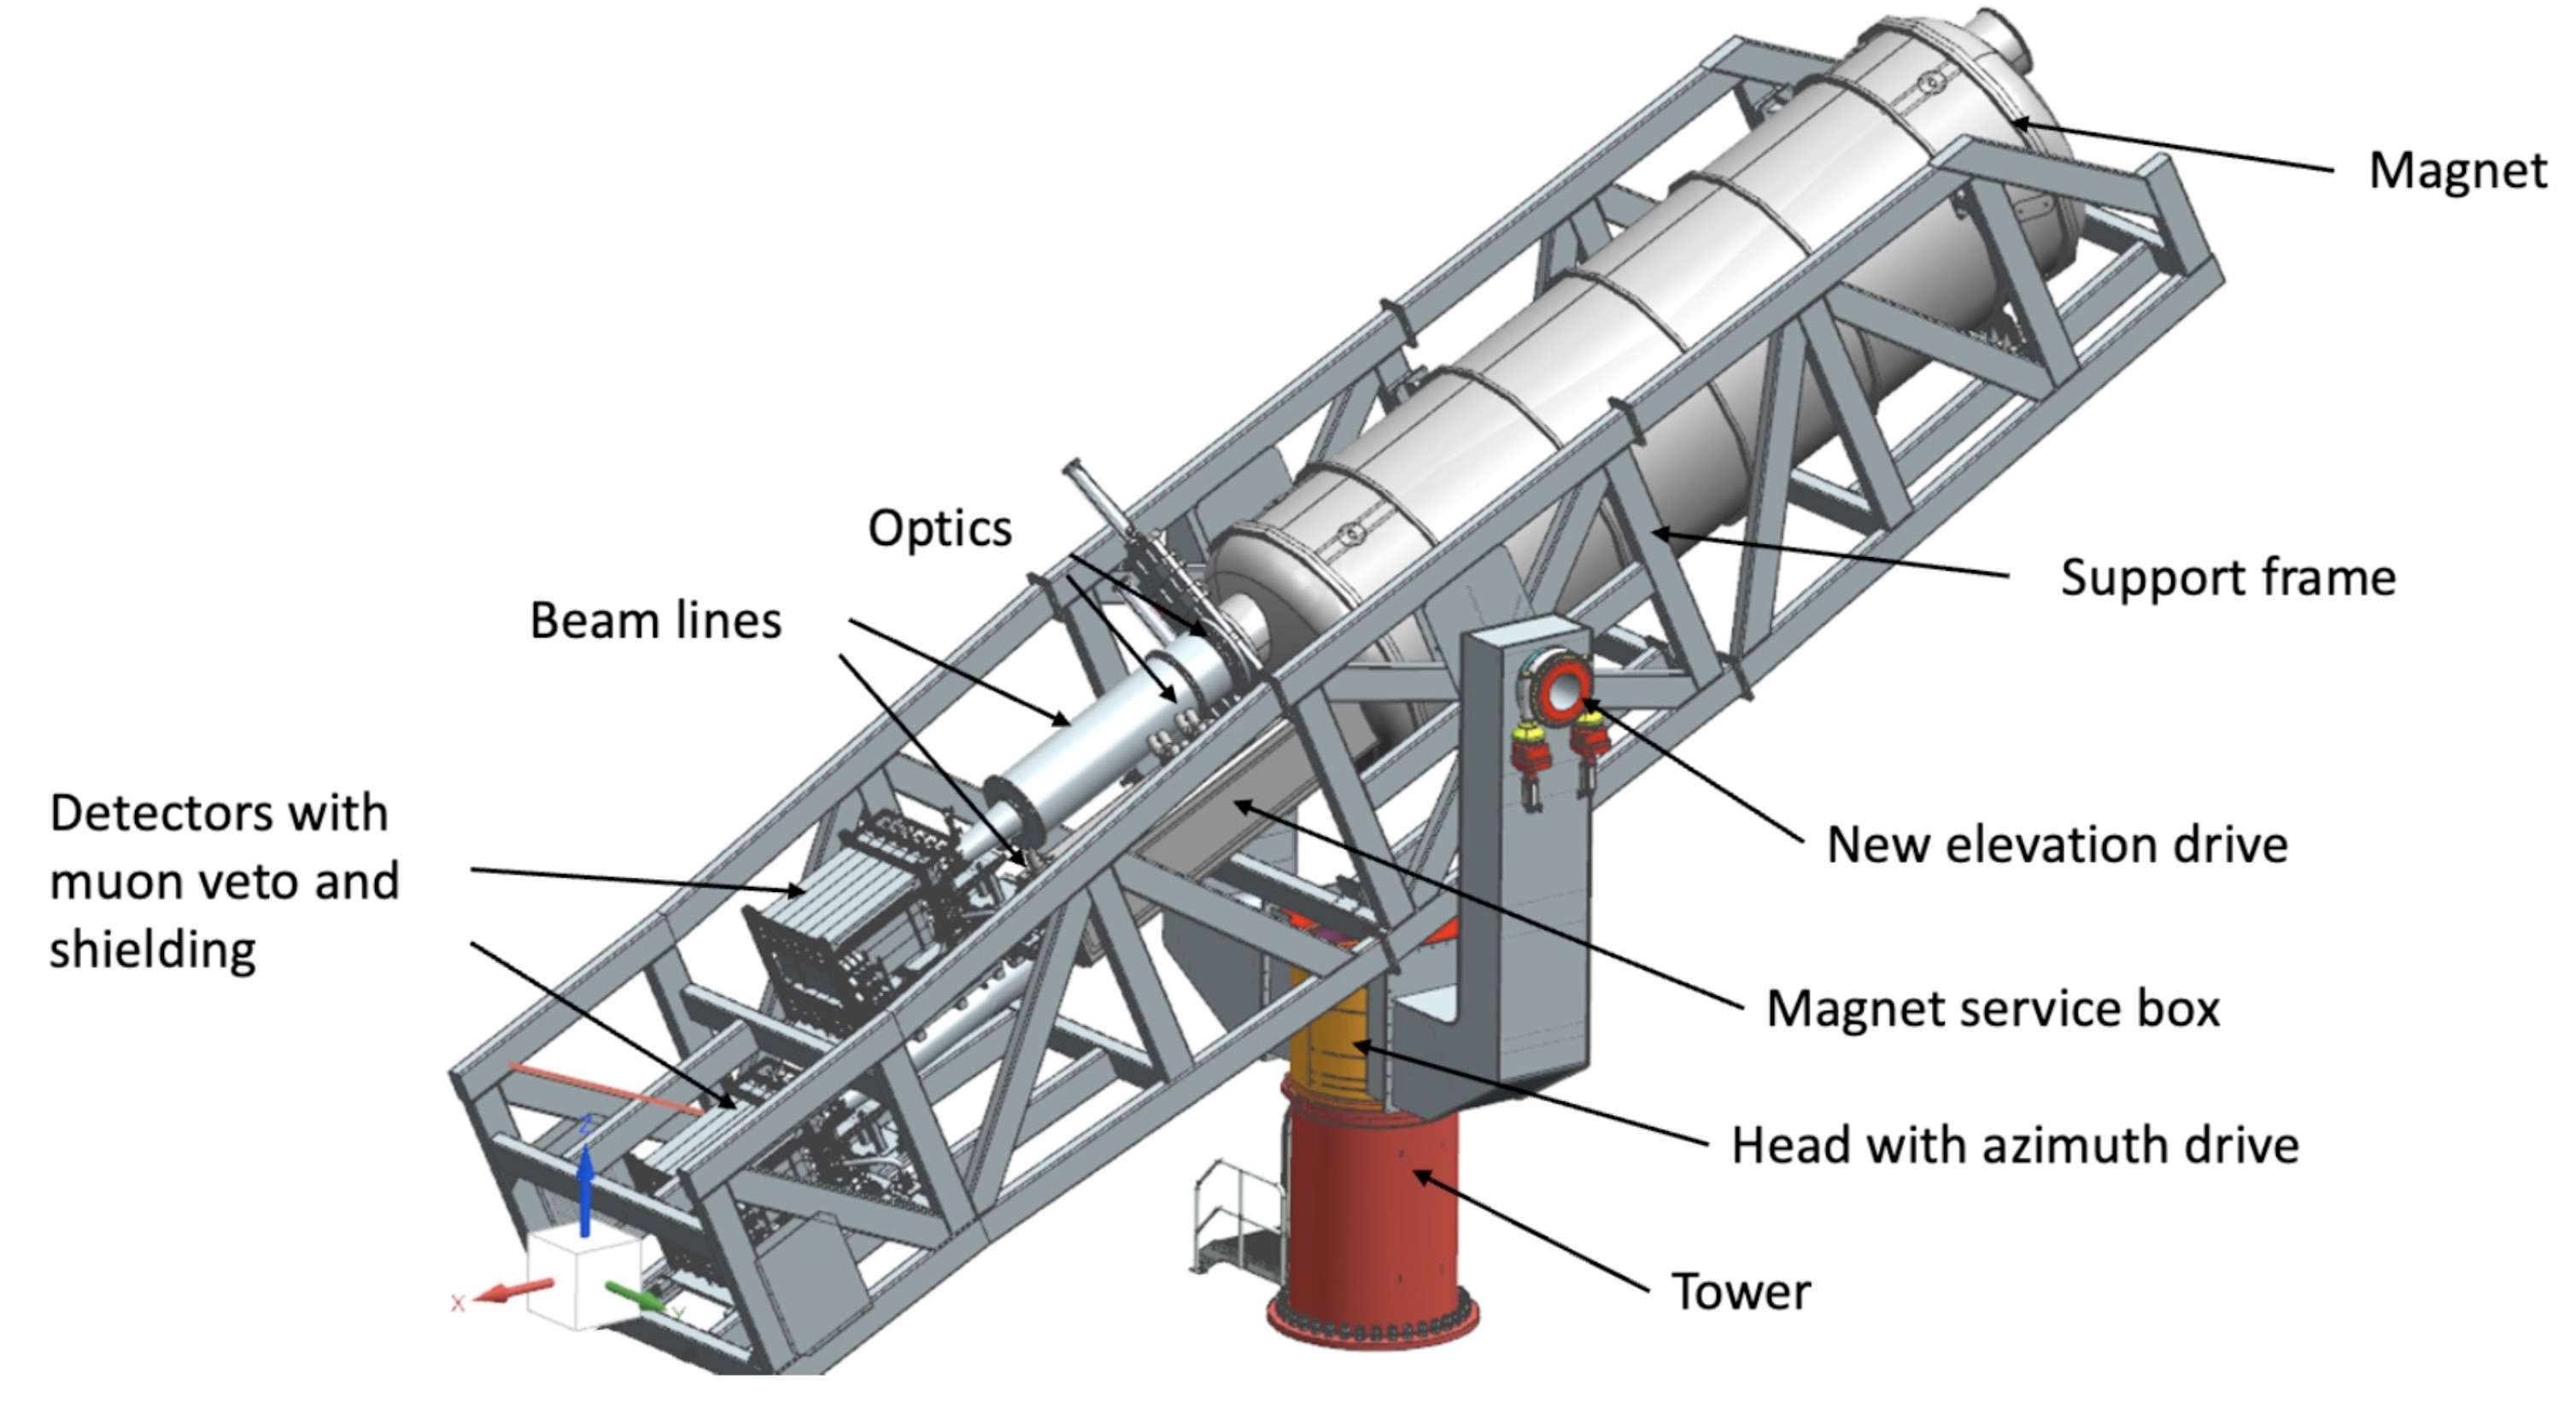 Magnet
Optics
Support frame
Beam lines
Detectors with
muon veto and
shielding
New elevation drive
Magnet service box
Head with azimuth drive
Tower
Z
X
Y